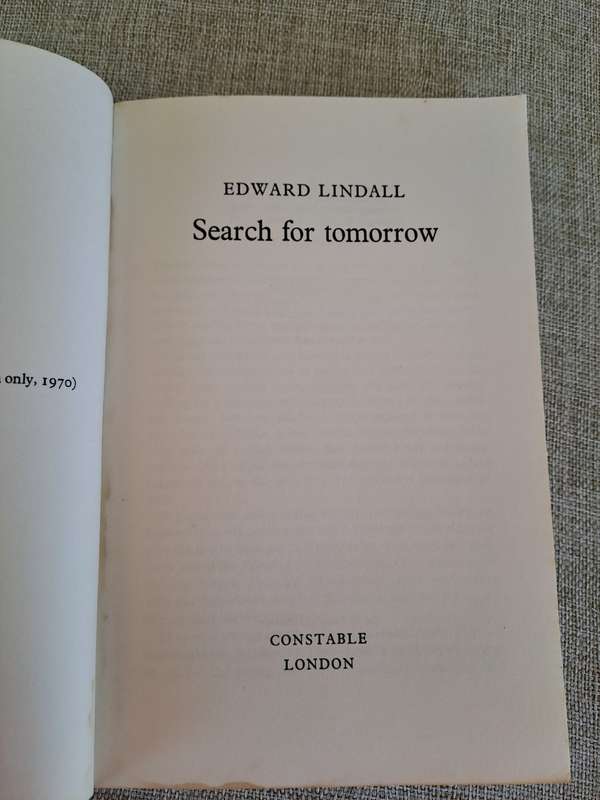 only, 1970)
EDWARD LINDALL
Search for tomorrow
CONSTABLE
LONDON